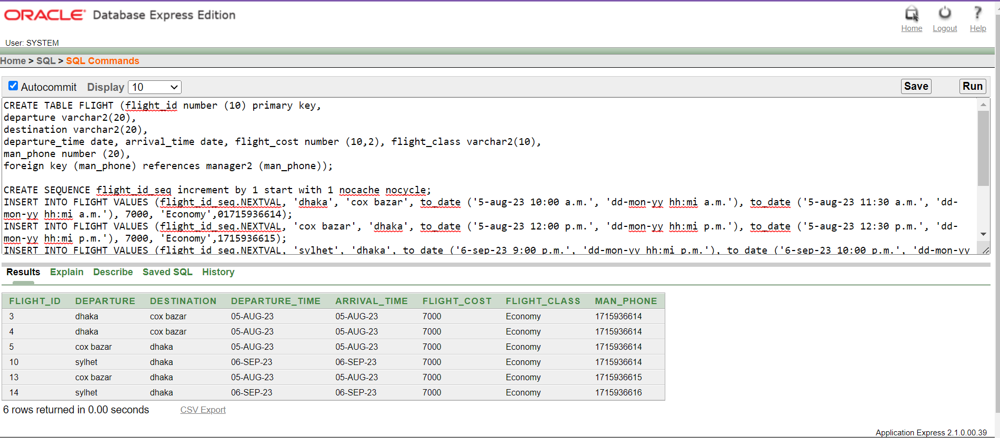 ORACLE Database Express Edition
Home Logout Help
User: SYSTEM
Home > SQL > SQL Commands
Autocommit Display 10 Save Run
CREATE TABLE FLIGHT (flight_id number (10) primary key,
departure varchar2(20),
destination varchar2(20),
departure_time date, arrival_time date, flight_cost number (10,2), flight_class varchar2(10),
man_phone number (20),
foreign key (man_phone) references manager2 (man_phone));
CREATE SEQUENCE flight_id_seq increment by 1 start with 1 nocache nocycle;
INSERT INTO FLIGHT VALUES (flight_id_seq.NEXTVAL, 'dhaka', 'cox bazar', to_date ('5-aug-23 10:00 a.m.', 'dd-mon-yy hh:mi a.m.'), to_date ('5-aug-23 11:30 a.m.', 'dd-
mon-yy hh:mi a.m.'), 7000, 'Economy',01715936614);
INSERT INTO FLIGHT VALUES (flight_id_seq.NEXTVAL, 'cox bazar', 'dhaka', to_date ('5-aug-23 12:00 p.m.', 'dd-mon-yy hh:mi p.m.'), to_date ('5-aug-23 12:30 p.m.', 'dd-
mon-yy hh:mi p.m.'), 7000, 'Economy',1715936615);
INSERT INTO FLIGHT VALUES (flight_id_seq.NEXTVAL, 'sylhet', 'dhaka', to_date ('6-sep-23 9:00 p.m.', 'dd-mon-yy hh:mi p.m.'), to_date ('6-sep-23 10:00 p.m.', 'dd-mon-yy
Results Explain Describe Saved SQL History
FLIGHT_ID DEPARTURE DESTINATION DEPARTURE_TIME ARRIVAL_TIME FLIGHT_COST FLIGHT_CLASS MAN_PHONE
3 dhaka cox bazar 05-AUG-23 05-AUG-23 7000 Economy 1715936614
4 dhaka cox bazar 05-AUG-23 05-AUG-23 7000 Economy 1715936614
5 cox bazar dhaka 05-AUG-23 05-AUG-23 7000 Economy 1715936614
10 sylhet dhaka 06-SEP-23 06-SEP-23 7000 Economy 1715936614
13 cox bazar dhaka 05-AUG-23 05-AUG-23 7000 Economy 1715936615
14 sylhet dhaka 06-SEP-23 06-SEP-23 7000 Economy 1715936616
6 rows returned in 0.00 seconds CSV Export
Application Express 2.1.0.00.39